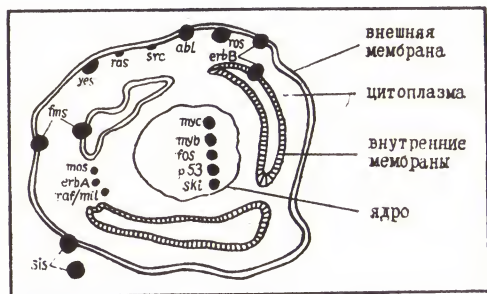 внешняя
мембрана
цитоплазма
внутренние
мембраны
ядро
yes
ras
src
abl
ros
erbB
fms
myc
myb
fos
p53
ski
mos
erbA
raf/mil
sis